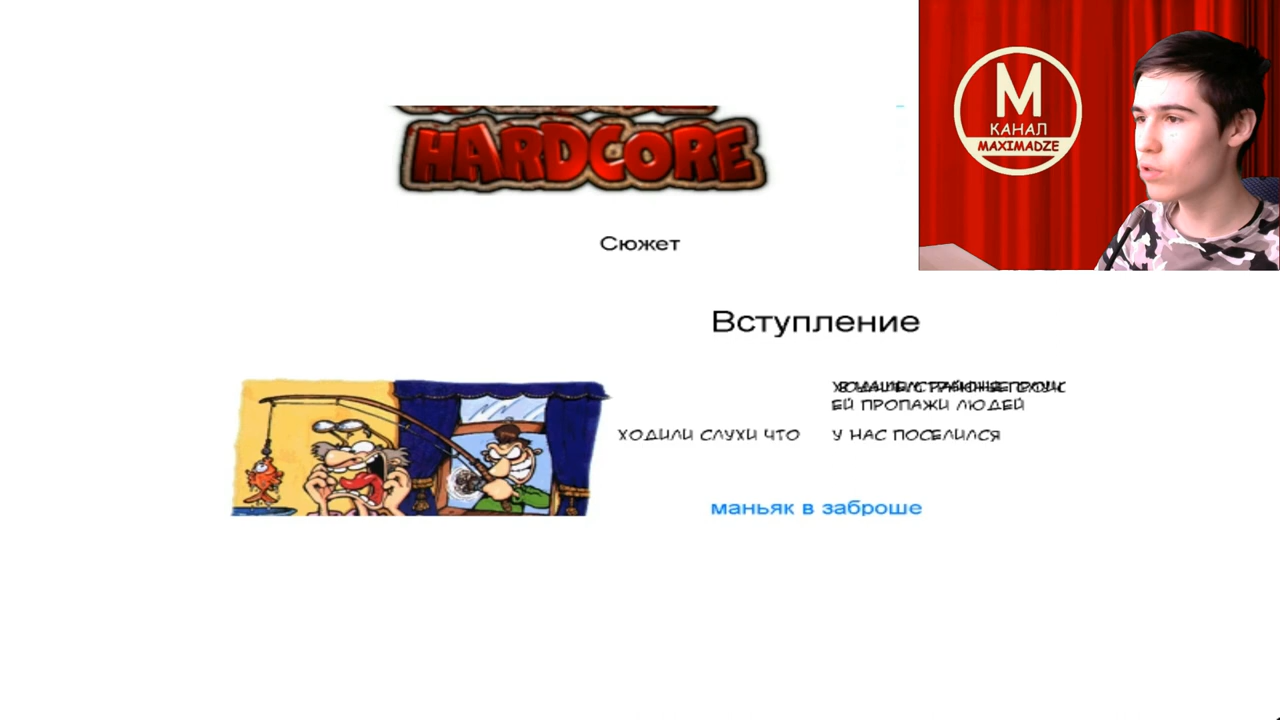 HARDCORE
М
КАНАЛ
MAXIMADZE
Сюжет
Вступление
ЕЙ ПРОПАЖИ ЛЮДЕЙ
ХОДИЛИ СЛУХИ ЧТО У НАС ПОСЕЛИЛСЯ
маньяк в заброше